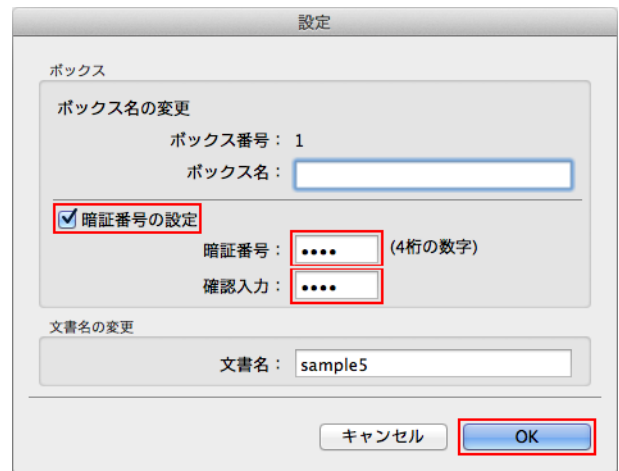 設定
ボックス
ボックス名の変更
ボックス番号： 1
ボックス名：
暗証番号の設定
暗証番号： •••• (4桁の数字)
確認入力： ••••
文書名の変更
文書名： sample5
キャンセル OK